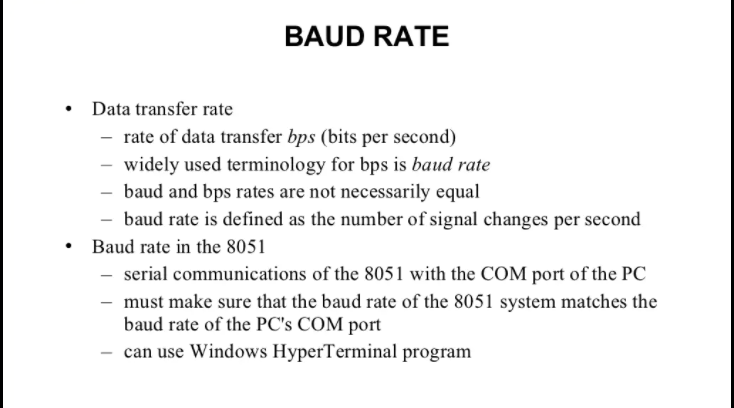 BAUD RATE
• Data transfer rate
– rate of data transfer bps (bits per second)
– widely used terminology for bps is baud rate
– baud and bps rates are not necessarily equal
– baud rate is defined as the number of signal changes per second
• Baud rate in the 8051
– serial communications of the 8051 with the COM port of the PC
– must make sure that the baud rate of the 8051 system matches the
baud rate of the PC's COM port
– can use Windows HyperTerminal program